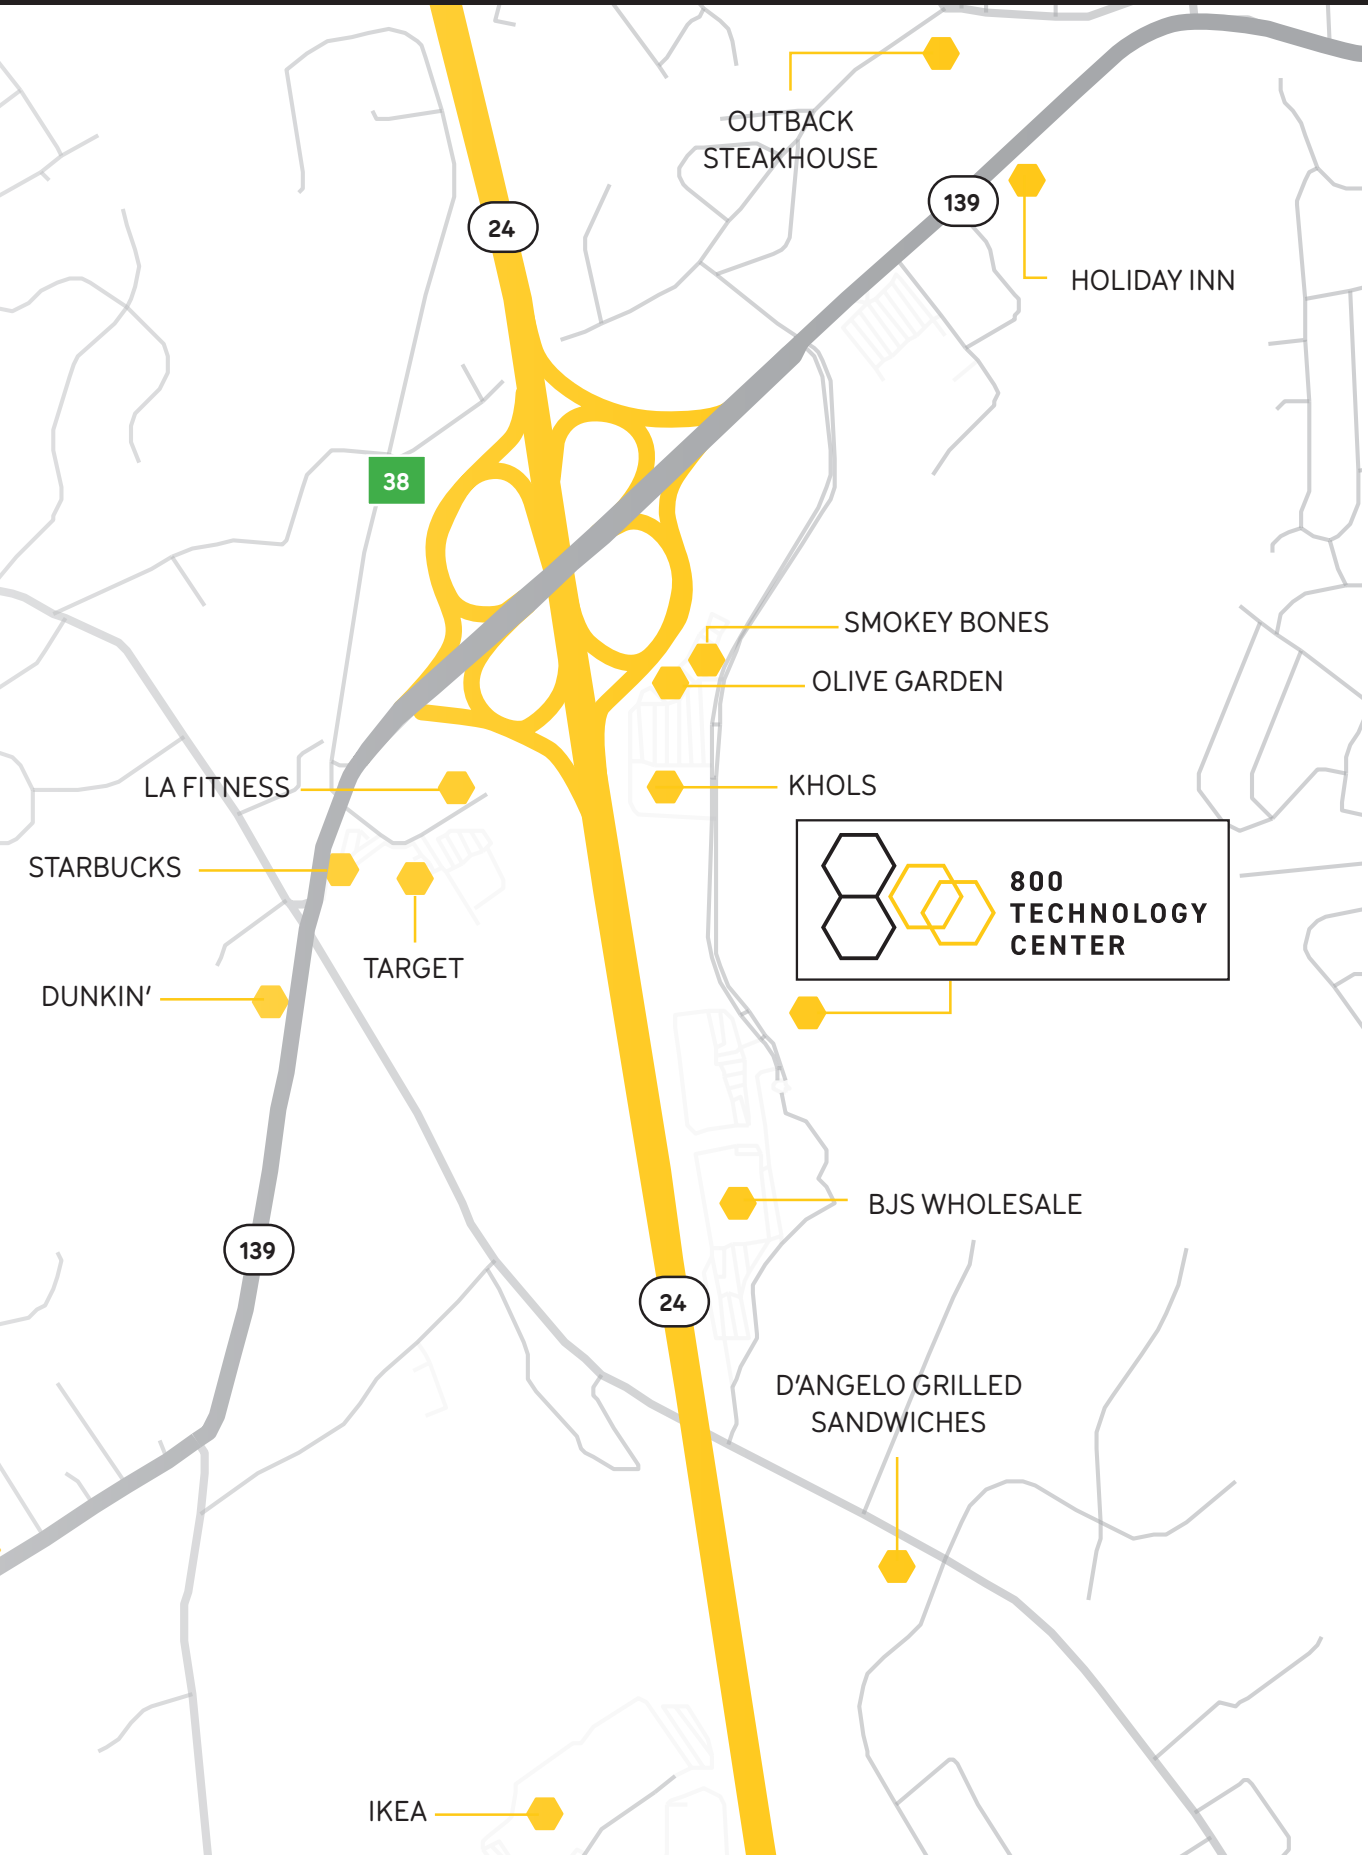 OUTBACK
STEAKHOUSE
139
24
HOLIDAY INN
38
SMOKEY BONES
OLIVE GARDEN
LA FITNESS
KHOLS
STARBUCKS
800
TECHNOLOGY
CENTER
TARGET
DUNKIN'
BJS WHOLESALE
139
24
D'ANGELO GRILLED
SANDWICHES
IKEA